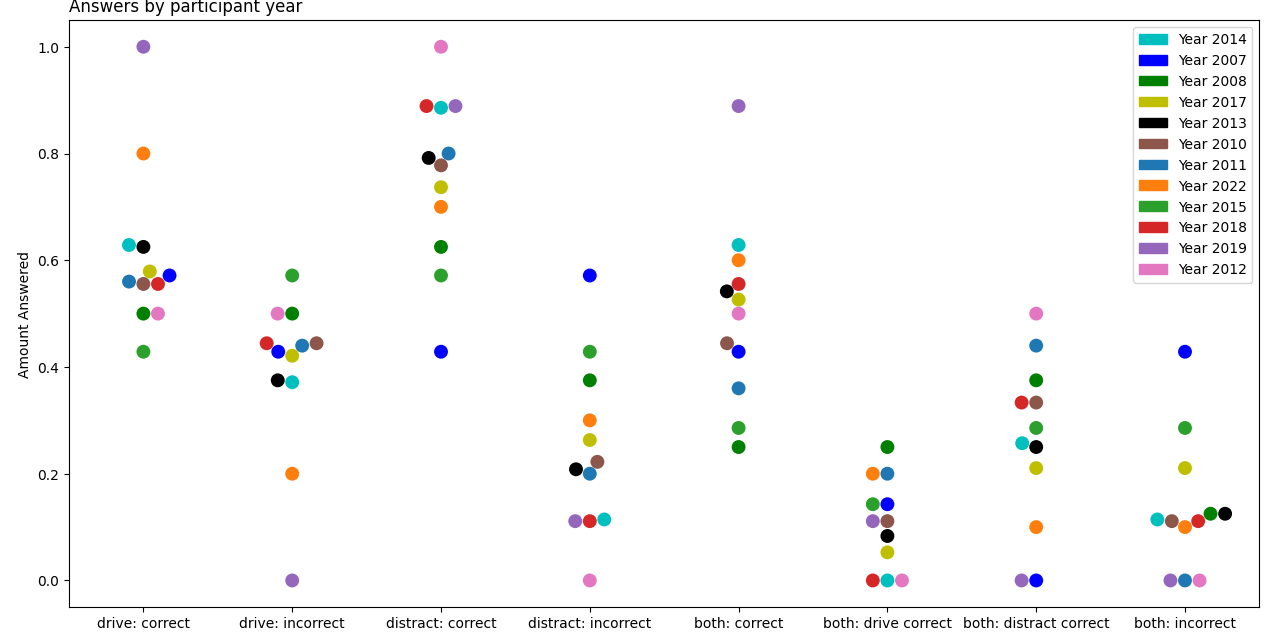 Answers by participant year
1.0
0.8
0.6
0.4
0.2
0.0
Amount Answered
Year 2014
Year 2007
Year 2008
Year 2017
Year 2013
Year 2010
Year 2011
Year 2022
Year 2015
Year 2018
Year 2019
Year 2012
drive: correct
drive: incorrect
distract: correct
distract: incorrect
both: correct
both: drive correct
both: distract correct
both: incorrect